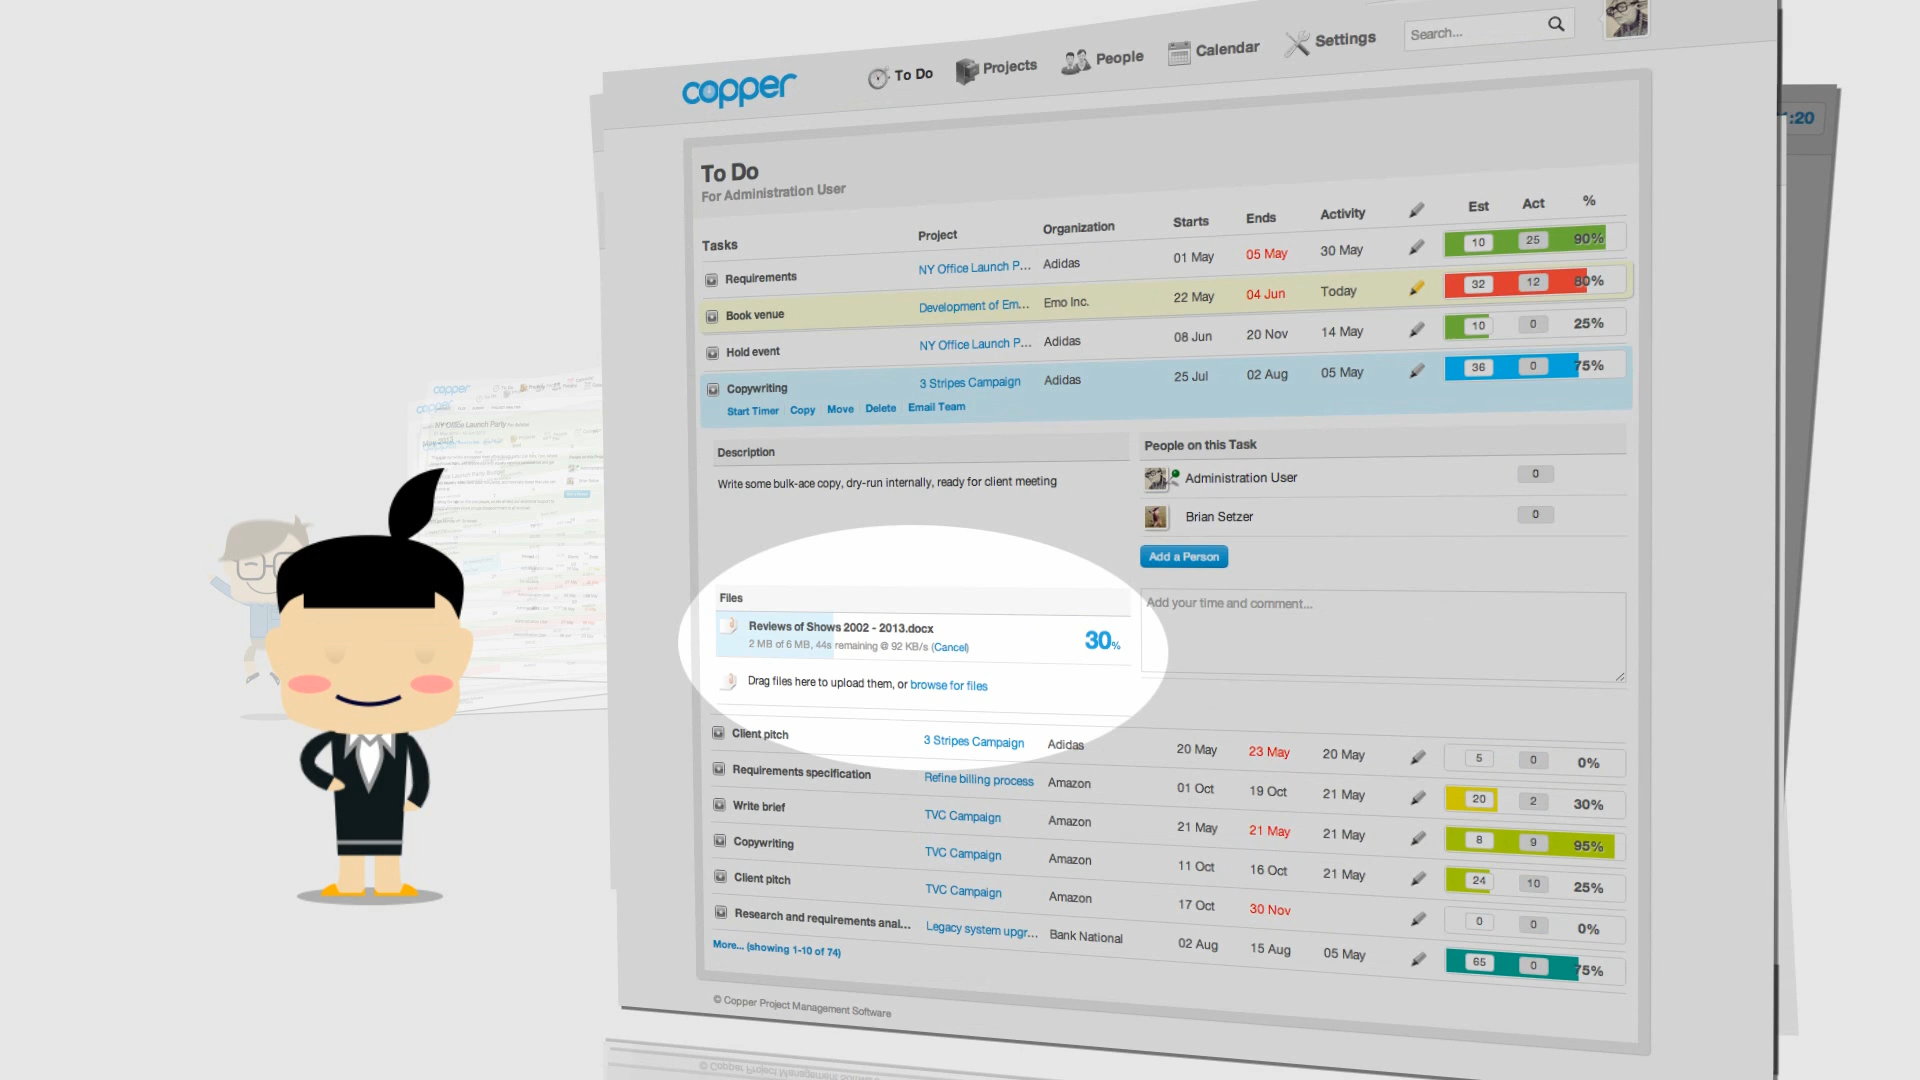 copper
To Do
Projects
People
Calendar
Settings
Search...
:20
To Do
For Administration User
Tasks Project Organization Starts Ends Activity Est Act %
Requirements NY Office Launch P... Adidas 01 May 05 May 30 May 10 25 90%
Book venue Development of Em... Emo Inc. 22 May 04 Jun Today 32 12 80%
Hold event NY Office Launch P... Adidas 08 Jun 20 Nov 14 May 10 0 25%
Copywriting 3 Stripes Campaign Adidas 25 Jul 02 Aug 05 May 36 0 75%
Start Timer Copy Move Delete Email Team
Description
Write some bulk-ace copy, dry-run internally, ready for client meeting
People on this Task
Administration User 0
Brian Setzer 0
Add a Person
Add your time and comment...
Files
Reviews of Shows 2002 - 2013.docx
2 MB of 6 MB, 44s remaining @ 92 KB/s (Cancel)
30%
Drag files here to upload them, or browse for files
Client pitch 3 Stripes Campaign Adidas 20 May 23 May 20 May 5 0 0%
Requirements specification Refine billing process Amazon 01 Oct 19 Oct 21 May 20 2 30%
Write brief TVC Campaign Amazon 21 May 21 May 21 May 8 9 95%
Copywriting TVC Campaign Amazon 11 Oct 16 Oct 21 May 24 10 25%
Client pitch TVC Campaign Amazon 17 Oct 30 Nov 0 0 0%
Research and requirements anal... Legacy system upgr... Bank National 02 Aug 15 Aug 05 May 65 0 75%
More... (showing 1-10 of 74)
© Copper Project Management Software
copper
copper
NY Office Launch Party